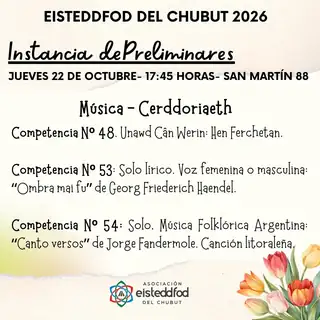 EISTEDDFOD DEL CHUBUT 2026
Instancia dePreliminares
JUEVES 22 DE OCTUBRE- 17:45 HORAS- SAN MARTÍN 88
Música - Cerddoriaeth
Competencia Nº 48. Unawd Cân Werin: Hen Ferchetan.
Competencia Nº 53: Solo lírico. Voz femenina o masculina:
"Ombra mai fu" de Georg Friederich Haendel.
Competencia Nº 54: Solo. Música Folklórica Argentina:
"Canto versos" de Jorge Fandermole. Canción litoraleña.
ASOCIACIÓN
eisteddfod
DEL CHUBUT